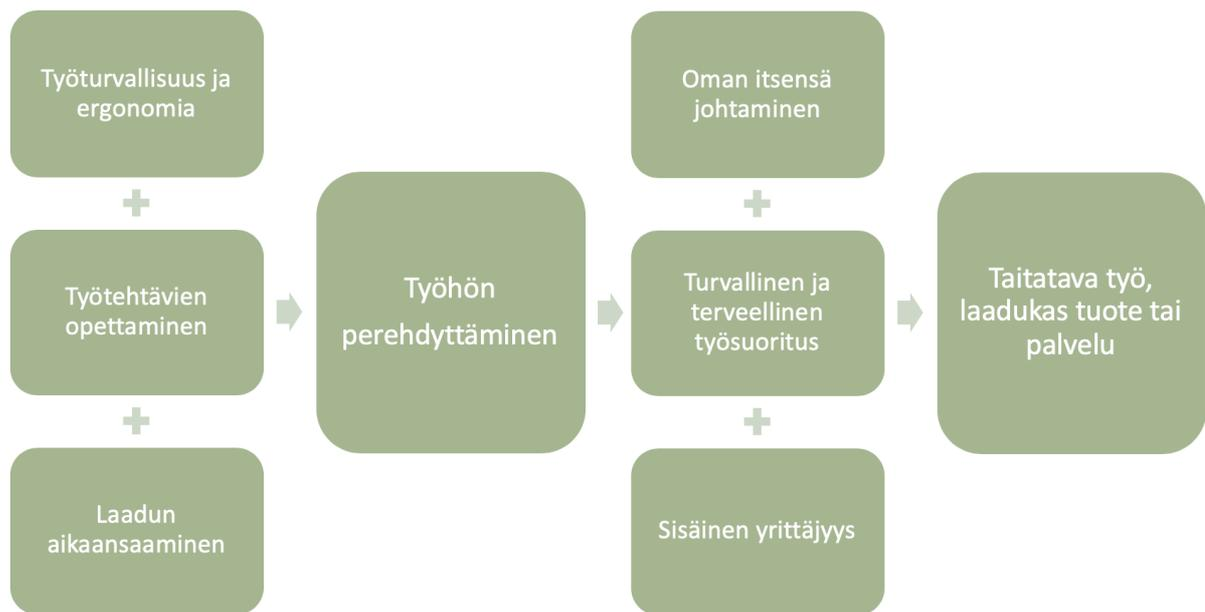 Työturvallisuus ja
ergonomia
Työtehtävien
opettaminen
Laadun
aikaansaaminen
Työhön
perehdyttäminen
Oman itsensä
johtaminen
Turvallinen ja
terveellinen
työsuoritus
Sisäinen yrittäjyys
Taitatava työ,
laadukas tuote tai
palvelu